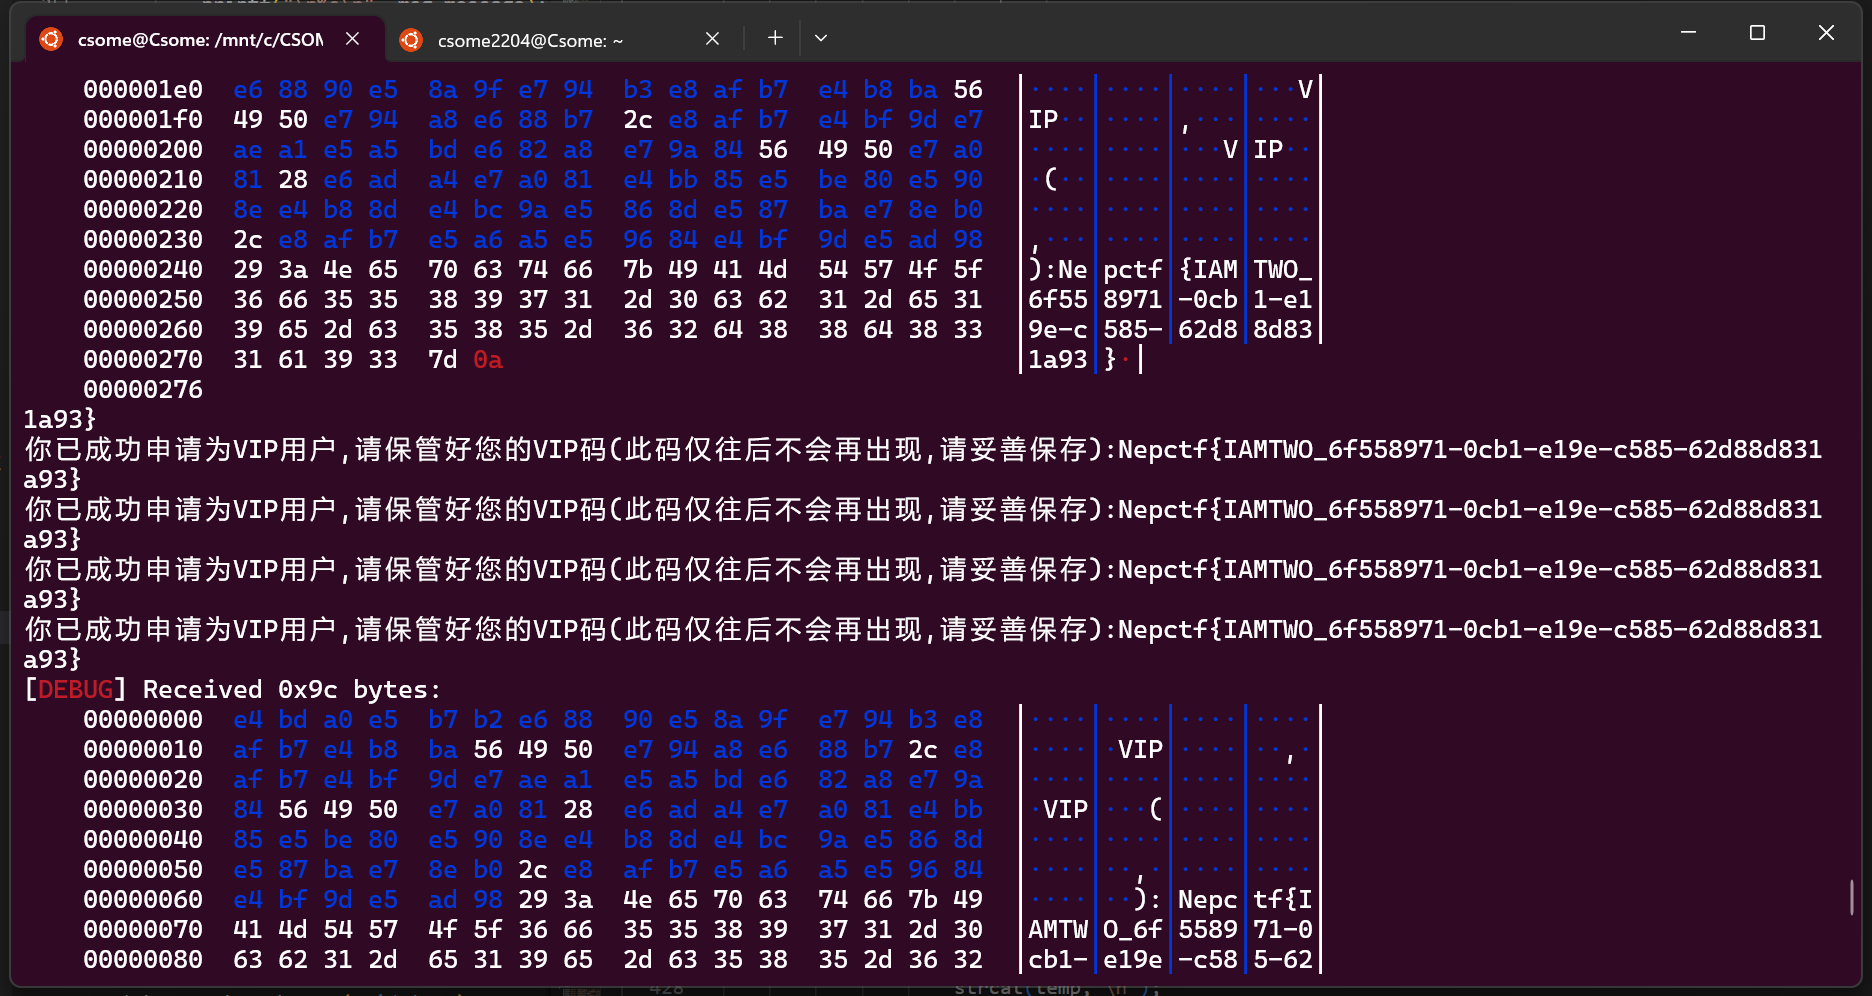 csome@Csome: /mnt/c/CSOM
csome2204@Csome: ~
000001e0 e6 88 90 e5 8a 9f e7 94 b3 e8 af b7 e4 b8 ba 56 |····|····|····|···V|
000001f0 49 50 e7 94 a8 e6 88 b7 2c e8 af b7 e4 bf 9d e7 |IP··|····|,···|····|
00000200 ae a1 e5 a5 bd e6 82 a8 e7 9a 84 56 49 50 e7 a0 |····|····|···V|IP··|
00000210 81 28 e6 ad a4 e7 a0 81 e4 bb 85 e5 be 80 e5 90 |·(··|····|····|····|
00000220 8e e4 b8 8d e4 bc 9a e5 86 8d e5 87 ba e7 8e b0 |····|····|····|····|
00000230 2c e8 af b7 e5 a6 a5 e5 96 84 e4 bf 9d e5 ad 98 |,···|····|····|····|
00000240 29 3a 4e 65 70 63 74 66 7b 49 41 4d 54 57 4f 5f |):Ne|pctf|{IAM|TWO_|
00000250 36 66 35 35 38 39 37 31 2d 30 63 62 31 2d 65 31 |6f55|8971|-0cb|1-e1|
00000260 39 65 2d 63 35 38 35 2d 36 32 64 38 38 64 38 33 |9e-c|585-|62d8|8d83|
00000270 31 61 39 33 7d 0a |1a93|}·|
00000276
1a93}
你已成功申请为VIP用户,请保管好您的VIP码(此码仅往后不会再出现,请妥善保存):Nepctf{IAMTWO_6f558971-0cb1-e19e-c585-62d88d831
a93}
你已成功申请为VIP用户,请保管好您的VIP码(此码仅往后不会再出现,请妥善保存):Nepctf{IAMTWO_6f558971-0cb1-e19e-c585-62d88d831
a93}
你已成功申请为VIP用户,请保管好您的VIP码(此码仅往后不会再出现,请妥善保存):Nepctf{IAMTWO_6f558971-0cb1-e19e-c585-62d88d831
a93}
你已成功申请为VIP用户,请保管好您的VIP码(此码仅往后不会再出现,请妥善保存):Nepctf{IAMTWO_6f558971-0cb1-e19e-c585-62d88d831
a93}
[DEBUG] Received 0x9c bytes:
00000000 e4 bd a0 e5 b7 b2 e6 88 90 e5 8a 9f e7 94 b3 e8 |····|····|····|····|
00000010 af b7 e4 b8 ba 56 49 50 e7 94 a8 e6 88 b7 2c e8 |····|·VIP|····|··,·|
00000020 af b7 e4 bf 9d e7 ae a1 e5 a5 bd e6 82 a8 e7 9a |····|····|····|····|
00000030 84 56 49 50 e7 a0 81 28 e6 ad a4 e7 a0 81 e4 bb |·VIP|···(|····|····|
00000040 85 e5 be 80 e5 90 8e e4 b8 8d e4 bc 9a e5 86 8d |····|····|····|····|
00000050 e5 87 ba e7 8e b0 2c e8 af b7 e5 a6 a5 e5 96 84 |····|··,·|····|····|
00000060 e4 bf 9d e5 ad 98 29 3a 4e 65 70 63 74 66 7b 49 |····|··):|Nepc|tf{I|
00000070 41 4d 54 57 4f 5f 36 66 35 35 38 39 37 31 2d 30 |AMTW|O_6f|5589|71-0|
00000080 63 62 31 2d 65 31 39 65 2d 63 35 38 35 2d 36 32 |cb1-|e19e|-c58|5-62|
428 strcat(temp, "\n");